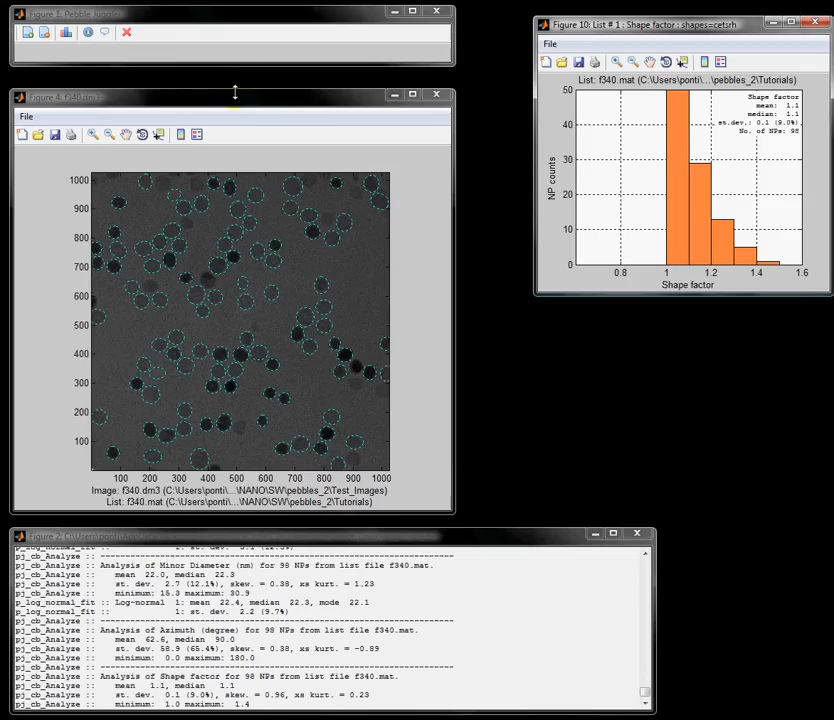 Figure 1: Pebble Juggler
Figure 4: f340.dm3
File
1000
900
800
700
600
500
400
300
200
100
100 200 300 400 500 600 700 800 900 1000
Image: f340.dm3 (C:\Users\ponti\...\NANO\SW\pebbles_2\Test_Images)
List: f340.mat (C:\Users\ponti\...\NANO\SW\pebbles_2\Tutorials)
Figure 10: List # 1 : Shape factor : shapes=cetsrh
File
List: f340.mat (C:\Users\ponti\...\pebbles_2\Tutorials)
Shape factor
mean: 1.1
median: 1.1
st.dev.: 0.1 (9.0%)
No. of NPs: 98
NP counts
50
40
30
20
10
0
0.8 1 1.2 1.4 1.6
Shape factor
Figure 2: C:\Users\ponti\
pj_cb_Analyze :: ------------------------------------------------------------
pj_cb_Analyze :: Analysis of Minor Diameter (nm) for 98 NPs from list file f340.mat.
pj_cb_Analyze :: mean 22.0, median 22.3
pj_cb_Analyze :: st. dev. 2.7 (12.1%), skew. = 0.38, xs kurt. = 1.23
pj_cb_Analyze :: minimum: 15.3 maximum: 30.9
p_log_normal_fit :: Log-normal 1: mean 22.4, median 22.3, mode 22.1
p_log_normal_fit :: 1: st. dev. 2.2 (9.7%)
pj_cb_Analyze :: ------------------------------------------------------------
pj_cb_Analyze :: Analysis of Azimuth (degree) for 98 NPs from list file f340.mat.
pj_cb_Analyze :: mean 62.6, median 90.0
pj_cb_Analyze :: st. dev. 58.9 (65.4%), skew. = 0.38, xs kurt. = -0.89
pj_cb_Analyze :: minimum: 0.0 maximum: 180.0
pj_cb_Analyze :: ------------------------------------------------------------
pj_cb_Analyze :: Analysis of Shape factor for 98 NPs from list file f340.mat.
pj_cb_Analyze :: mean 1.1, median 1.1
pj_cb_Analyze :: st. dev. 0.1 (9.0%), skew. = 0.96, xs kurt. = 0.23
pj_cb_Analyze :: minimum: 1.0 maximum: 1.4